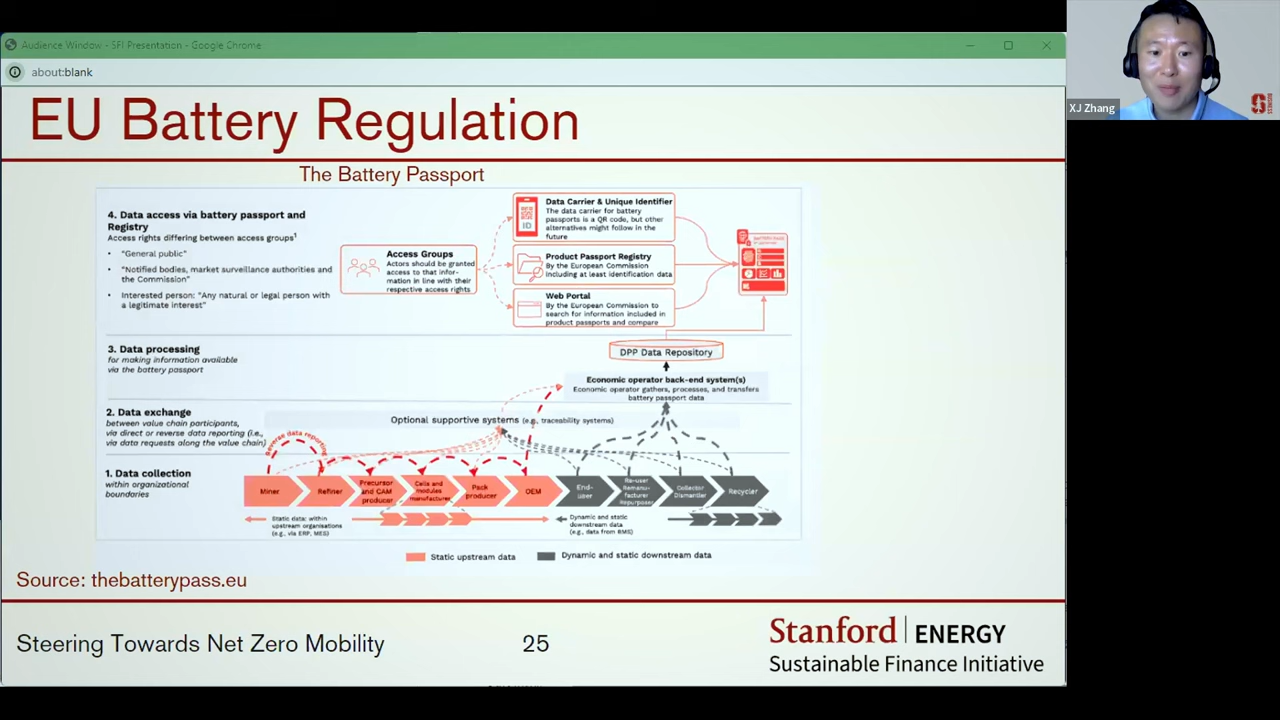 Audience Window - SFI Presentation - Google Chrome
about:blank
XJ Zhang
EU Battery Regulation
The Battery Passport
4. Data access via battery passport and
Registry
Access rights differing between access groups1
• "General public"
• "Notified bodies, market surveillance authorities and
the Commission"
• Interested person: "Any natural or legal person with
a legitimate interest"
Access Groups
Actors should be granted
access to that infor-
mation in line with their
respective access rights
Data Carrier & Unique Identifier
The data carrier for battery
passports is a QR code, but other
alternatives might follow in the
future
ID
Product Passport Registry
By the European Commission
including at least identification data
Web Portal
By the European Commission to
search for information included in
product passports and compare
3. Data processing
for making information available
via the battery passport
DPP Data Repository
Economic operator back-end system(s)
Economic operator gathers, processes, and transfers
battery passport data
2. Data exchange
between value chain participants,
via direct or reverse data reporting (i.e.,
via data requests along the value chain)
Optional supportive systems (e.g., traceability systems)
Reverse data reporting
1. Data collection
within organizational
boundaries
Miner
Refiner
Precursor
and CAM
producer
Cells and
modules
manufacturer
Pack
producer
OEM
End-
user
Re-user
Remanu-
facturer
Repurposer
Collector
Dismantler
Recycler
Static data: within
upstream organisations
(e.g., via ERP, MES)
Dynamic and static
downstream data
(e.g., data from BMS)
Static upstream data
Dynamic and static downstream data
Source: thebatterypass.eu
Steering Towards Net Zero Mobility
25
Stanford | ENERGY
Sustainable Finance Initiative